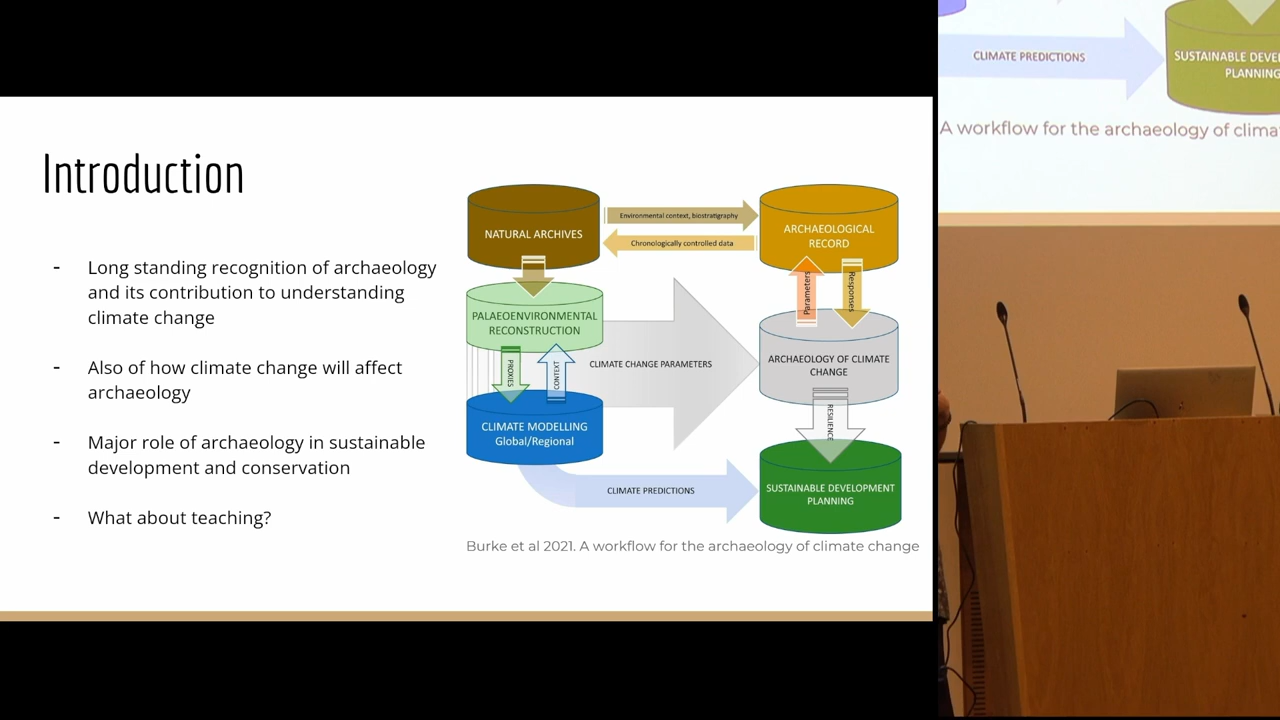 Introduction
- Long standing recognition of archaeology
and its contribution to understanding
climate change
- Also of how climate change will affect
archaeology
- Major role of archaeology in sustainable
development and conservation
- What about teaching?
NATURAL ARCHIVES
Environmental context, biostratigraphy
Chronologically controlled data
ARCHAEOLOGICAL
RECORD
Parameters
Responses
PALAEOENVIRONMENTAL
RECONSTRUCTION
PROXIES
CONTEXT
CLIMATE CHANGE PARAMETERS
ARCHAEOLOGY OF CLIMATE
CHANGE
RESILIENCE
CLIMATE MODELLING
Global/Regional
CLIMATE PREDICTIONS
SUSTAINABLE DEVELOPMENT
PLANNING
Burke et al 2021. A workflow for the archaeology of climate change
CLIMATE PREDICTIONS
SUSTAINABLE DEVE
PLANNING
A workflow for the archaeology of clima